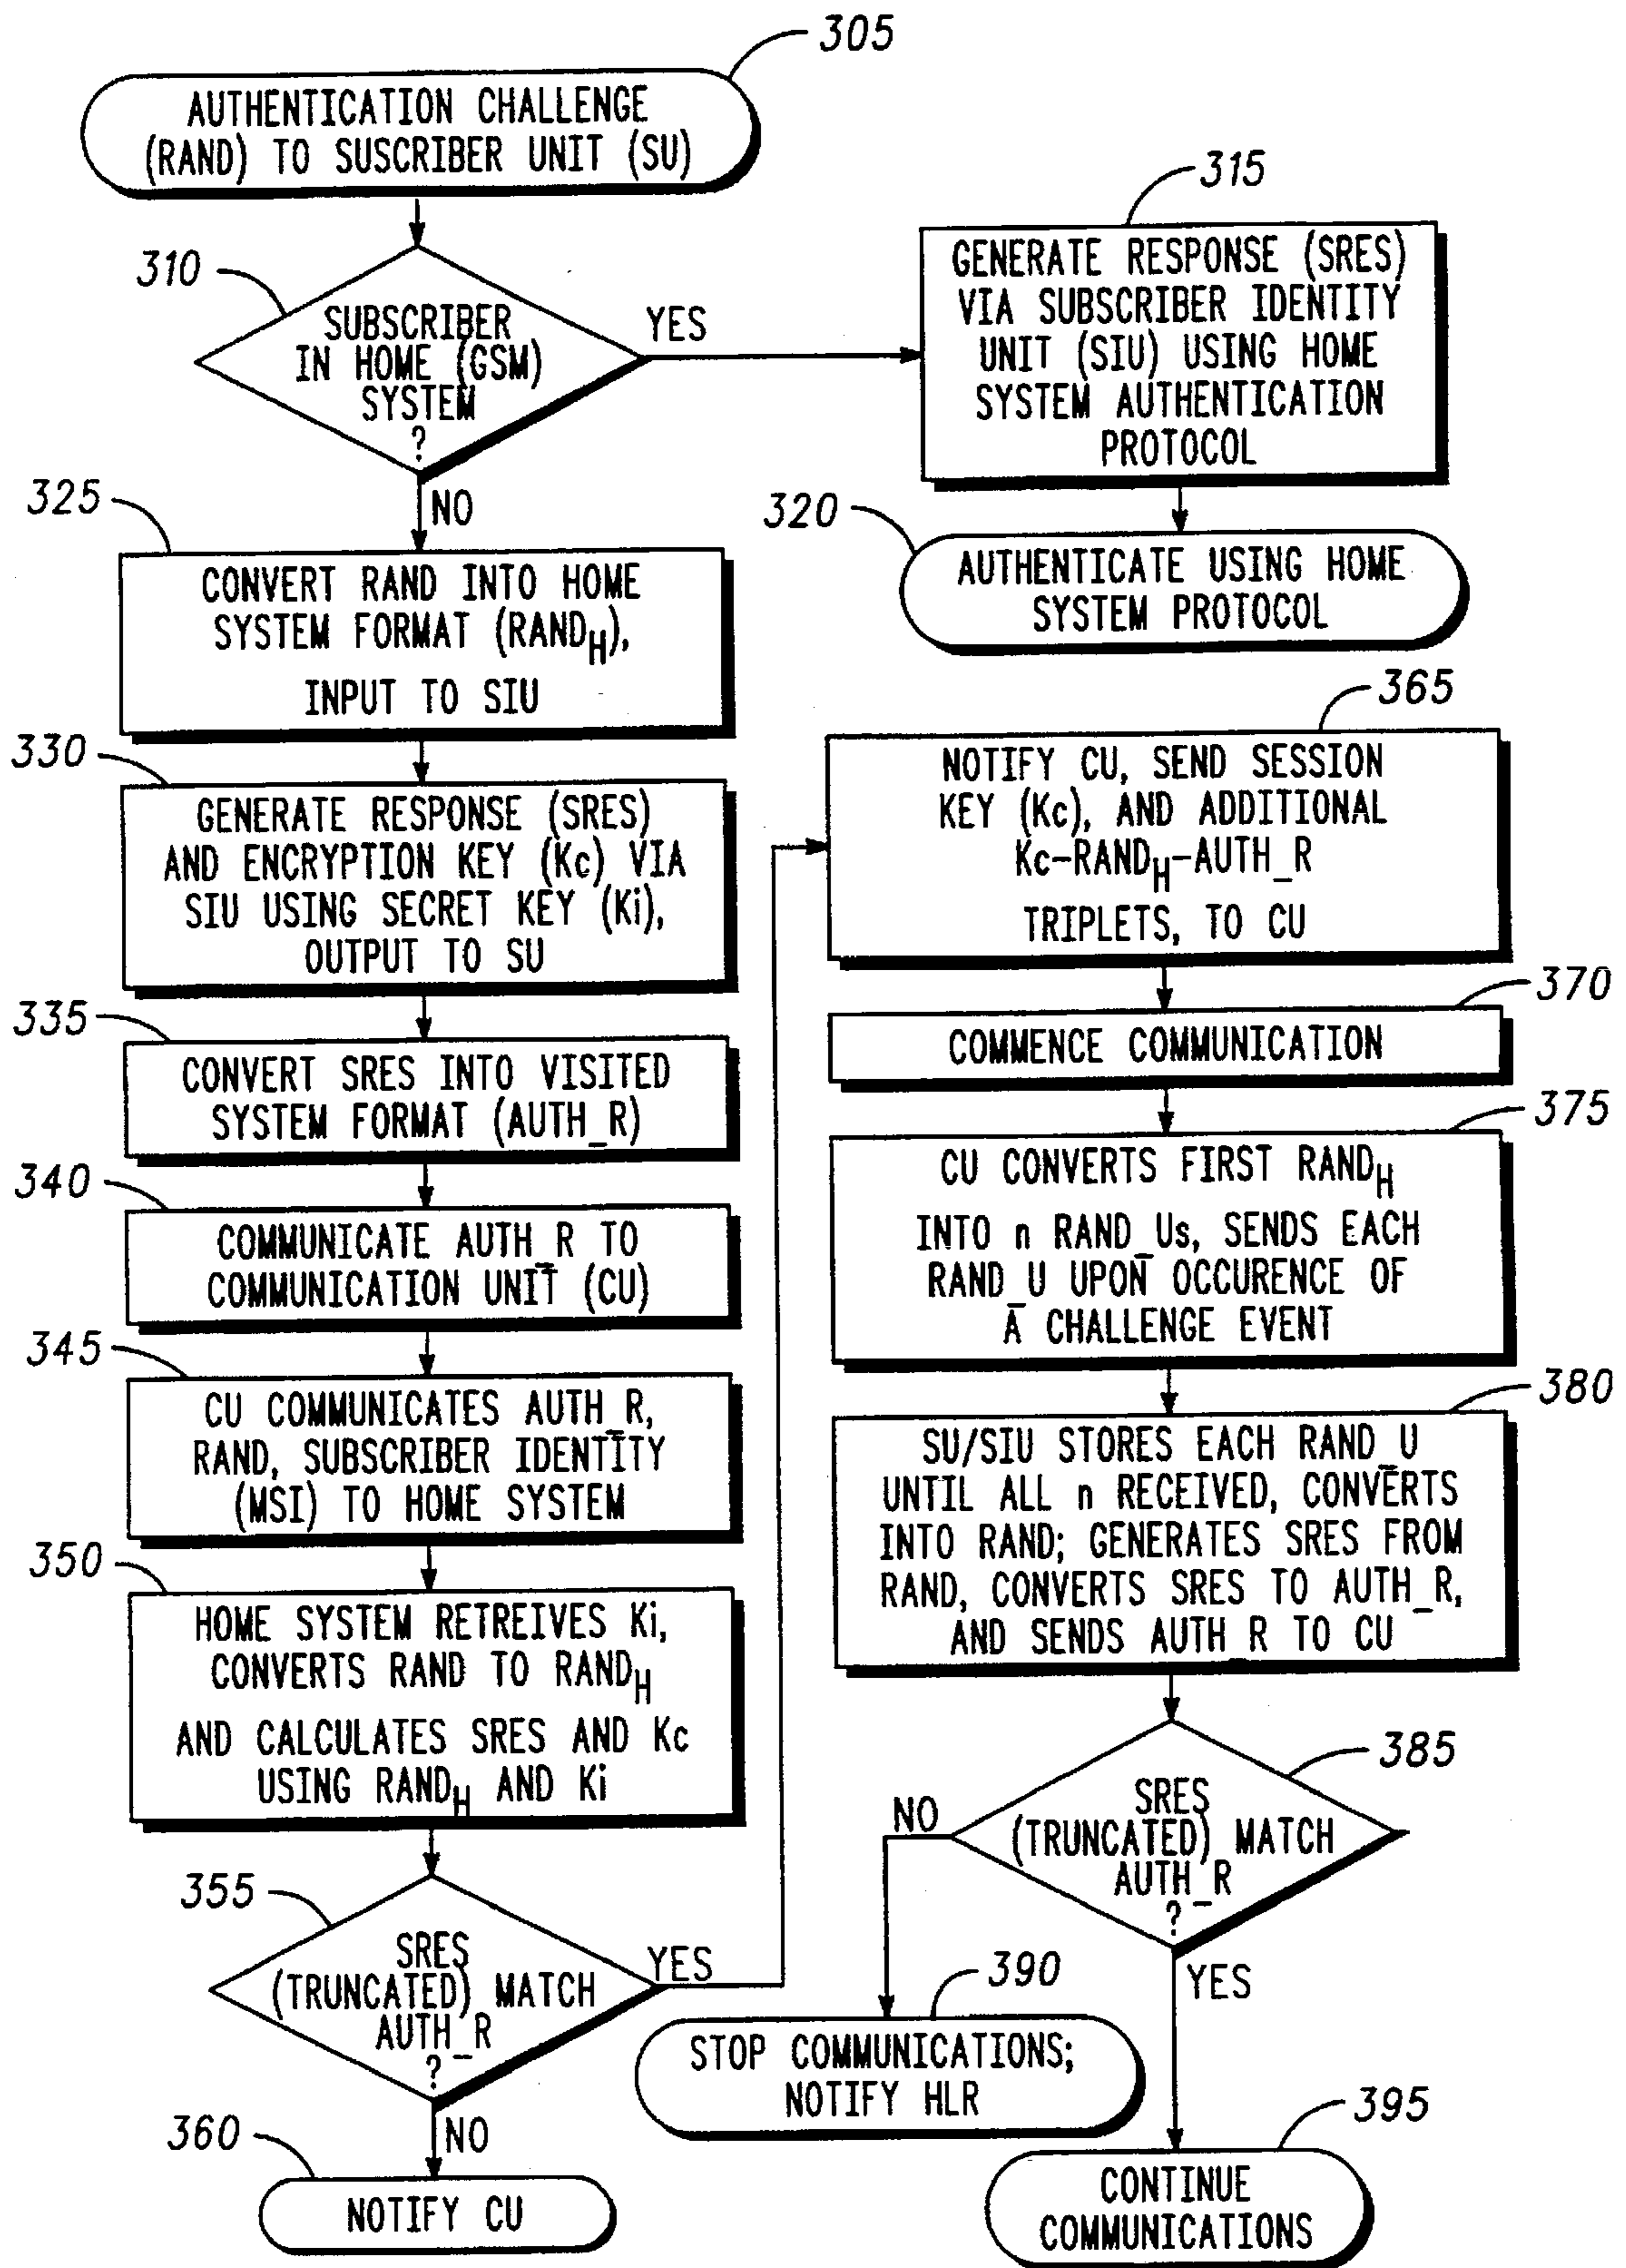 305
AUTHENTICATION CHALLENGE
(RAND) TO SUSCRIBER UNIT (SU)
310
SUBSCRIBER
IN HOME (GSM)
SYSTEM
?
YES
NO
315
GENERATE RESPONSE (SRES)
VIA SUBSCRIBER IDENTITY
UNIT (SIU) USING HOME
SYSTEM AUTHENTICATION
PROTOCOL
320
AUTHENTICATE USING HOME
SYSTEM PROTOCOL
325
CONVERT RAND INTO HOME
SYSTEM FORMAT (RANDH),
INPUT TO SIU
330
GENERATE RESPONSE (SRES)
AND ENCRYPTION KEY (Kc) VIA
SIU USING SECRET KEY (Ki),
OUTPUT TO SU
335
CONVERT SRES INTO VISITED
SYSTEM FORMAT (AUTH_R)
340
COMMUNICATE AUTH_R TO
COMMUNICATION UNIT (CU)
345
CU COMMUNICATES AUTH_R,
RAND, SUBSCRIBER IDENTITY
(MSI) TO HOME SYSTEM
350
HOME SYSTEM RETREIVES Ki,
CONVERTS RAND TO RANDH
AND CALCULATES SRES AND Kc
USING RANDH AND Ki
355
SRES
(TRUNCATED) MATCH
AUTH_R
?
YES
NO
360
NOTIFY CU
365
NOTIFY CU, SEND SESSION
KEY (Kc), AND ADDITIONAL
Kc-RANDH-AUTH_R
TRIPLETS, TO CU
370
COMMENCE COMMUNICATION
375
CU CONVERTS FIRST RANDH
INTO n RAND_Us, SENDS EACH
RAND_U UPON OCCURENCE OF
A CHALLENGE EVENT
380
SU/SIU STORES EACH RAND_U
UNTIL ALL n RECEIVED, CONVERTS
INTO RAND; GENERATES SRES FROM
RAND, CONVERTS SRES TO AUTH_R,
AND SENDS AUTH_R TO CU
385
SRES
(TRUNCATED) MATCH
AUTH_R
?
NO
YES
390
STOP COMMUNICATIONS;
NOTIFY HLR
395
CONTINUE
COMMUNICATIONS